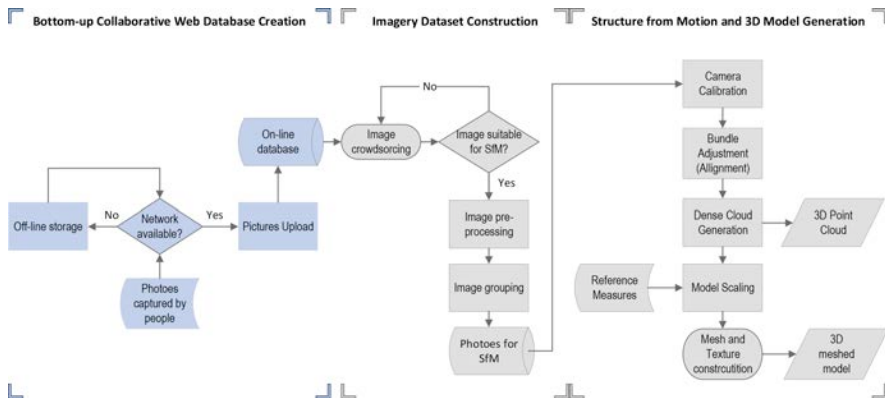 Bottom-up Collaborative Web Database Creation
On-line
database
No
Yes
Off-line storage
Network
available?
Pictures Upload
Photoes
captured by
people
Imagery Dataset Construction
No
Image
crowdsorcing
Image suitable
for SfM?
Yes
Image pre-
processing
Image grouping
Photoes for
SfM
Structure from Motion and 3D Model Generation
Camera
Calibration
Bundle
Adjustment
(Allignment)
Dense Cloud
Generation
3D Point
Cloud
Reference
Measures
Model Scaling
Mesh and
Texture
constrcutition
3D
meshed
model